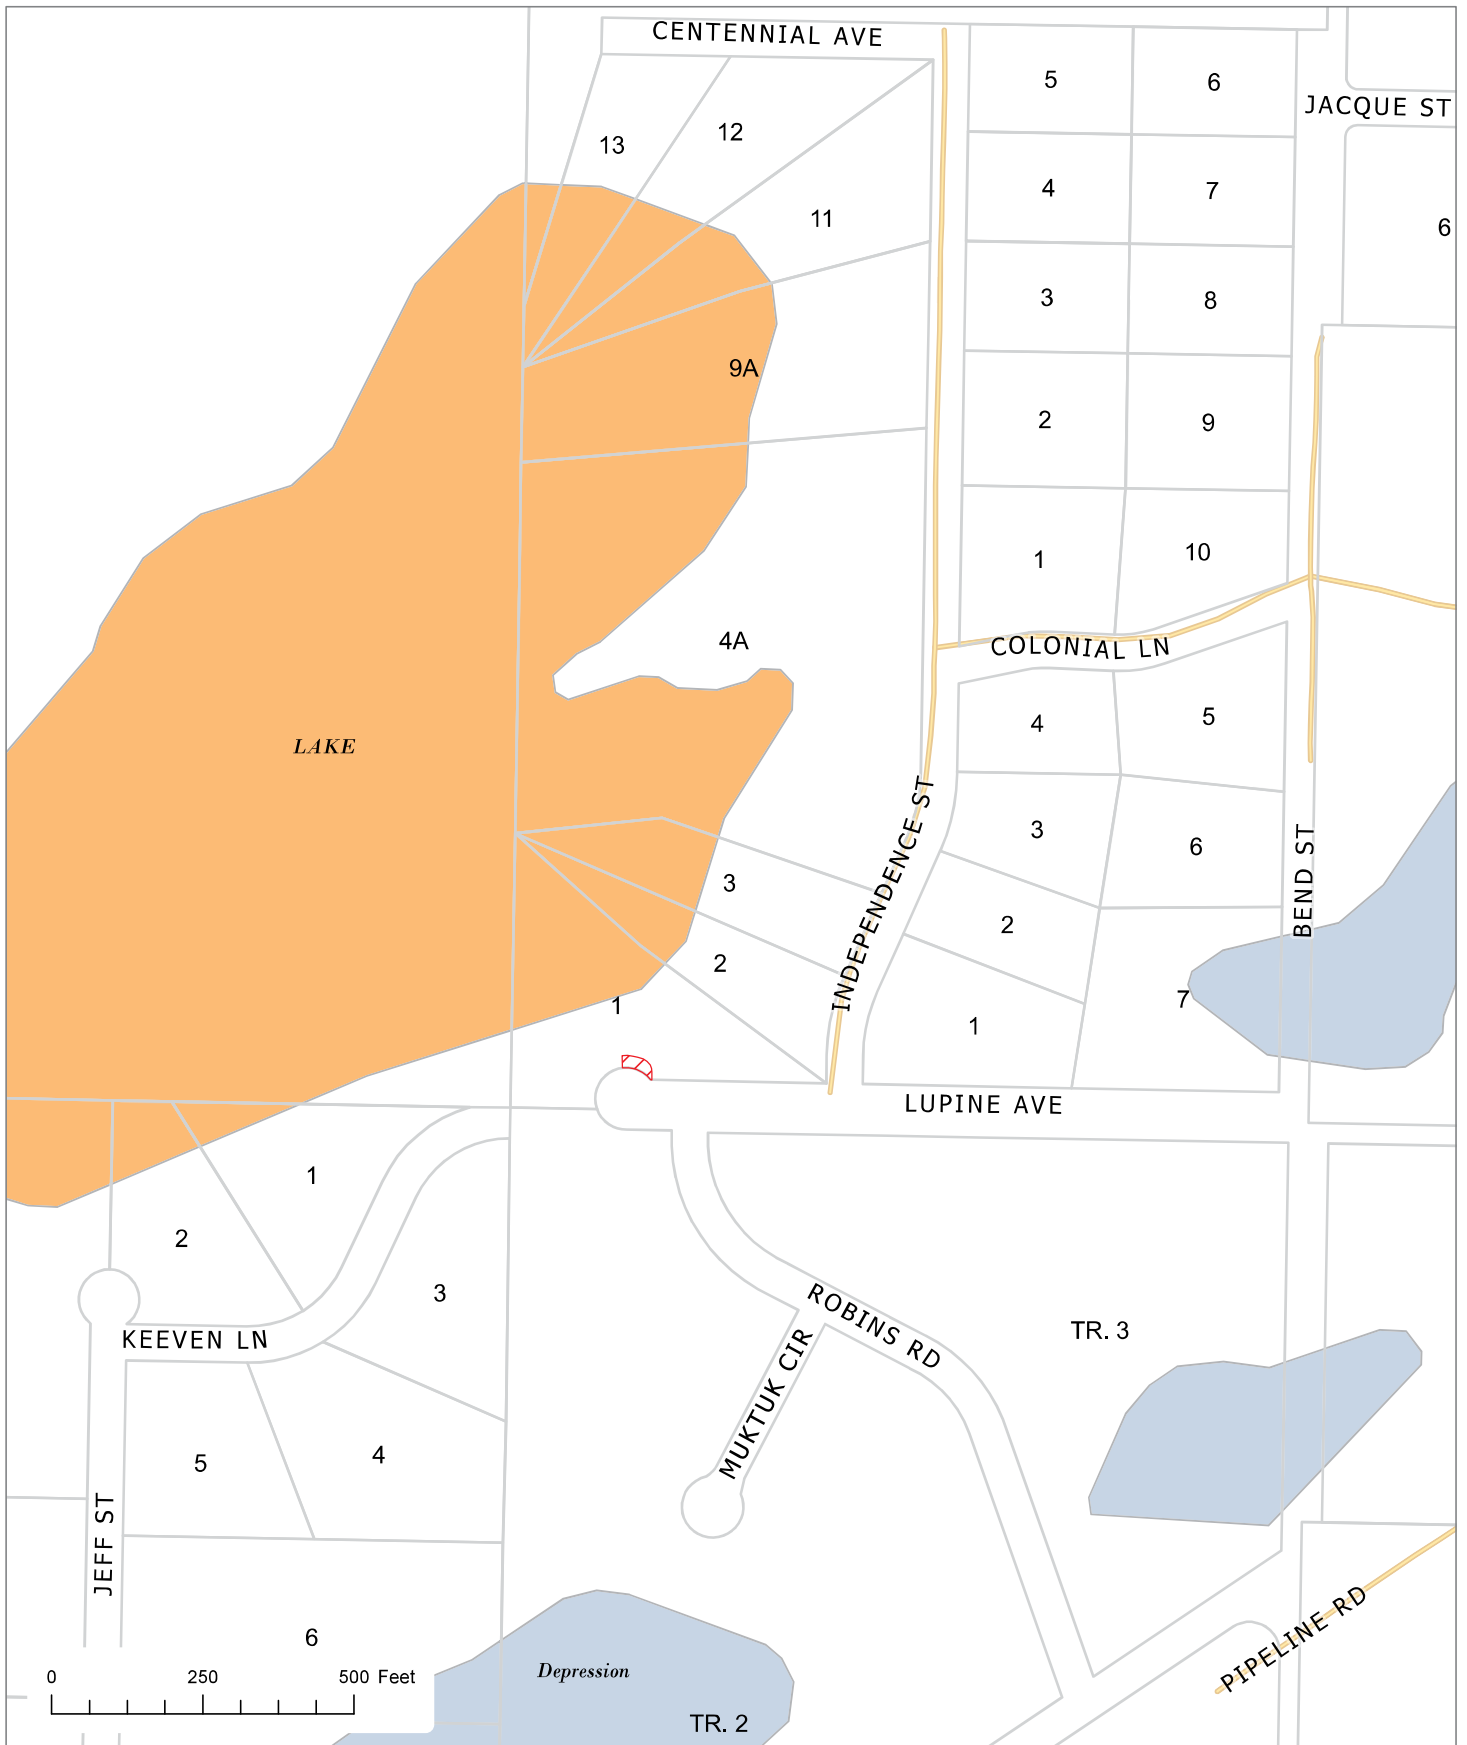 CENTENNIAL AVE
5
6
JACQUE ST
13
12
4
7
11
6
3
8
9A
2
9
1
10
4A
COLONIAL LN
4
5
LAKE
3
6
INDEPENDENCE ST
BEND ST
3
2
2
1
7
1
LUPINE AVE
1
2
3
ROBINS RD
TR. 3
KEEVEN LN
MUKTUK CIR
5
4
JEFF ST
6
PIPELINE RD
Depression
0 250 500 Feet
TR. 2